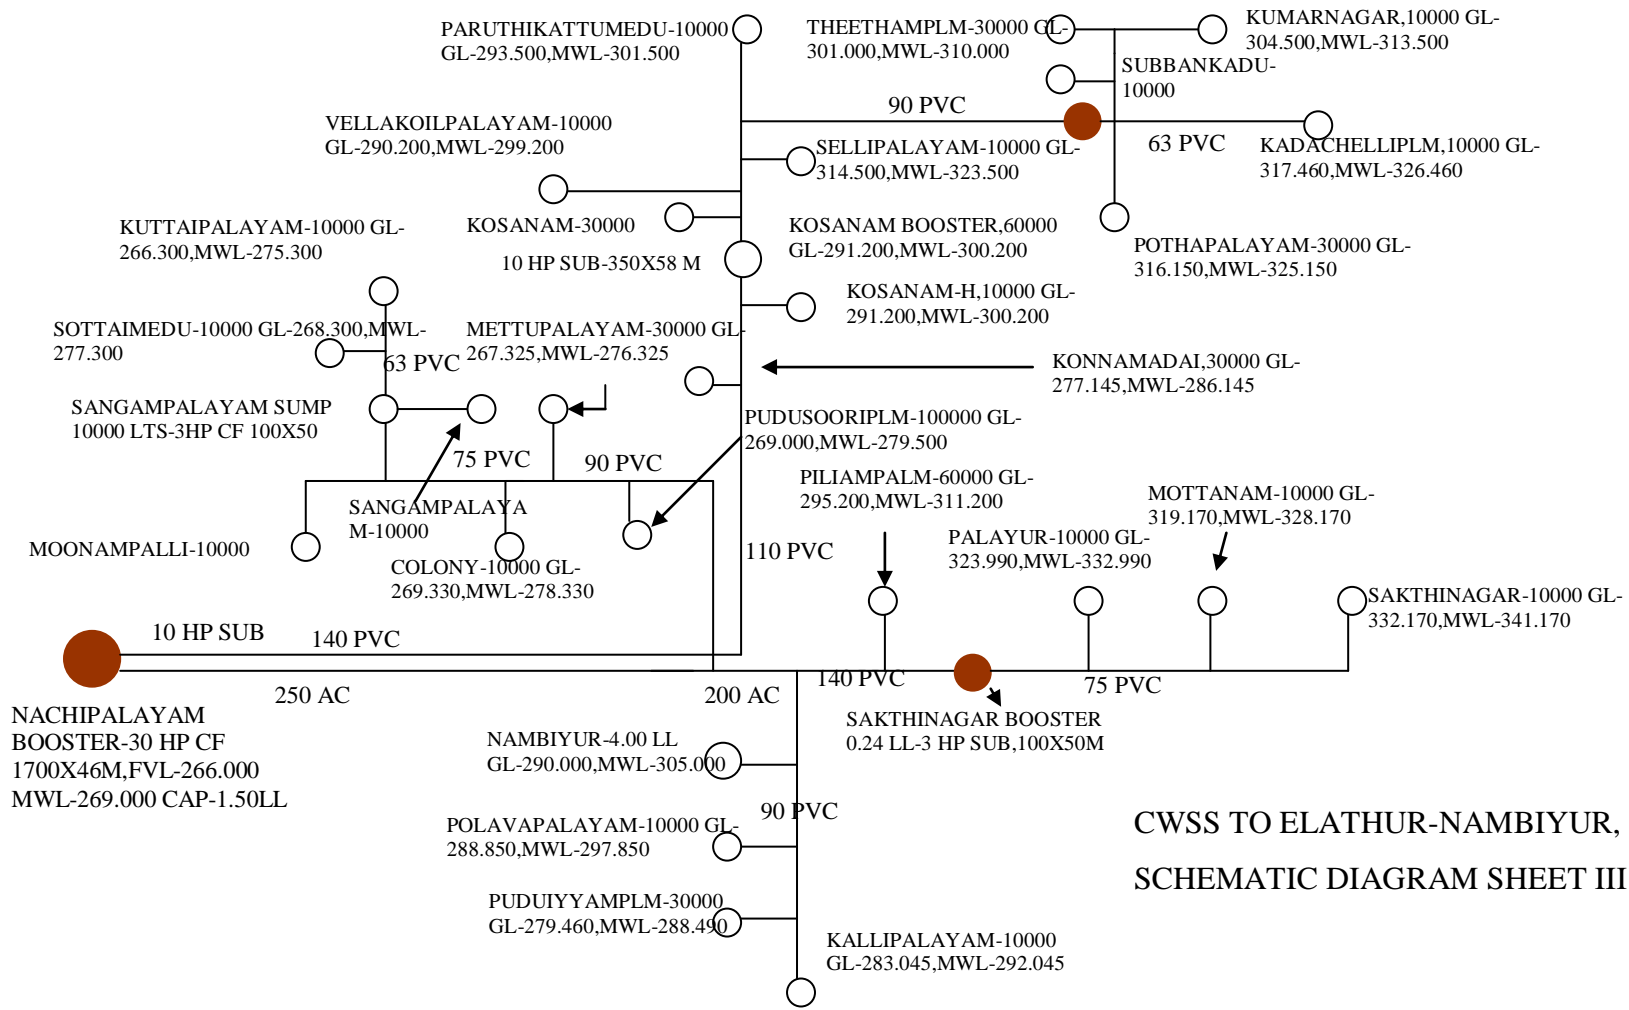 PARUTHIKATTUMEDU-10000
GL-293.500,MWL-301.500
THEETHAMPLM-30000 GL-
301.000,MWL-310.000
KUMARNAGAR,10000 GL-
304.500,MWL-313.500
SUBBANKADU-
10000
90 PVC
63 PVC
VELLAKOILPALAYAM-10000
GL-290.200,MWL-299.200
SELLIPALAYAM-10000 GL-
314.500,MWL-323.500
KADACHELLIPLM,10000 GL-
317.460,MWL-326.460
KUTTAIPALAYAM-10000 GL-
266.300,MWL-275.300
KOSANAM-30000
KOSANAM BOOSTER,60000
GL-291.200,MWL-300.200
10 HP SUB-350X58 M
POTHAPALAYAM-30000 GL-
316.150,MWL-325.150
KOSANAM-H,10000 GL-
291.200,MWL-300.200
SOTTAIMEDU-10000 GL-268.300,MWL-
277.300
METTUPALAYAM-30000 GL-
267.325,MWL-276.325
63 PVC
KONNAMADAI,30000 GL-
277.145,MWL-286.145
SANGAMPALAYAM SUMP
10000 LTS-3HP CF 100X50
PUDUSOORIPLM-100000 GL-
269.000,MWL-279.500
75 PVC
90 PVC
PILIAMPALM-60000 GL-
295.200,MWL-311.200
MOTTANAM-10000 GL-
319.170,MWL-328.170
SANGAMPALAYA
M-10000
MOONAMPALLI-10000
COLONY-10000 GL-
269.330,MWL-278.330
110 PVC
PALAYUR-10000 GL-
323.990,MWL-332.990
SAKTHINAGAR-10000 GL-
332.170,MWL-341.170
10 HP SUB
140 PVC
250 AC
200 AC
140 PVC
75 PVC
NACHIPALAYAM
BOOSTER-30 HP CF
1700X46M,FVL-266.000
MWL-269.000 CAP-1.50LL
SAKTHINAGAR BOOSTER
0.24 LL-3 HP SUB,100X50M
NAMBIYUR-4.00 LL
GL-290.000,MWL-305.000
90 PVC
POLAVAPALAYAM-10000 GL-
288.850,MWL-297.850
PUDUIYYAMPLM-30000
GL-279.460,MWL-288.490
KALLIPALAYAM-10000
GL-283.045,MWL-292.045
CWSS TO ELATHUR-NAMBIYUR,
SCHEMATIC DIAGRAM SHEET III